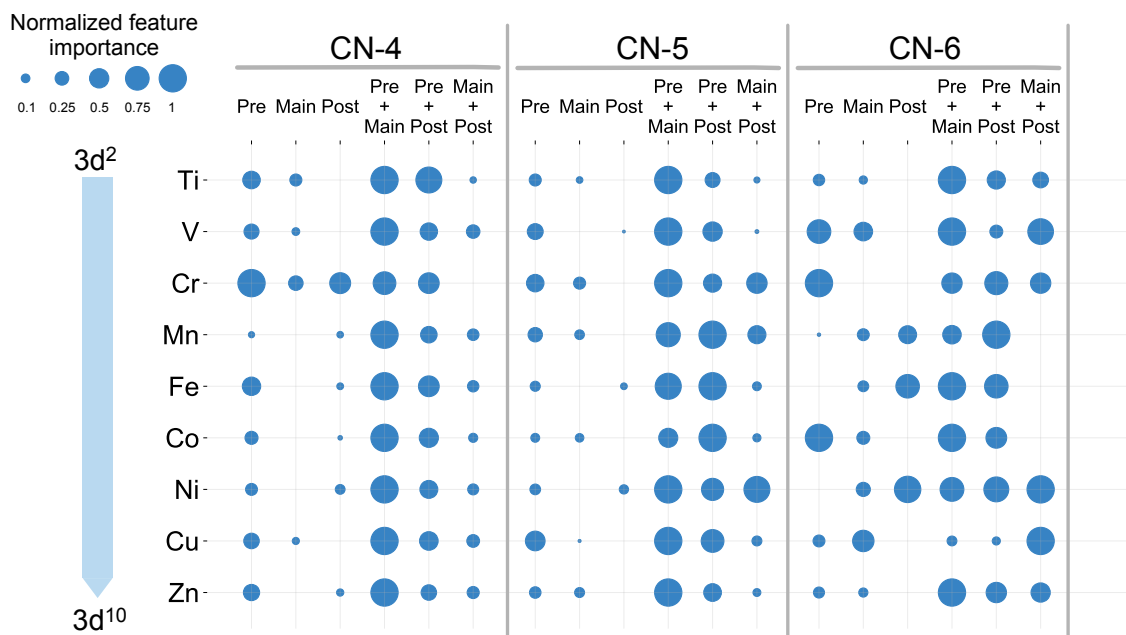 Normalized feature
importance
0.1 0.25 0.5 0.75 1
CN-4 CN-5 CN-6
Pre Main Post Pre + Main Pre + Post Main + Post Pre Main Post Pre + Main Pre + Post Main + Post Pre Main Post Pre + Main Pre + Post Main + Post
3d²
Ti
V
Cr
Mn
Fe
Co
Ni
Cu
Zn
3d¹⁰